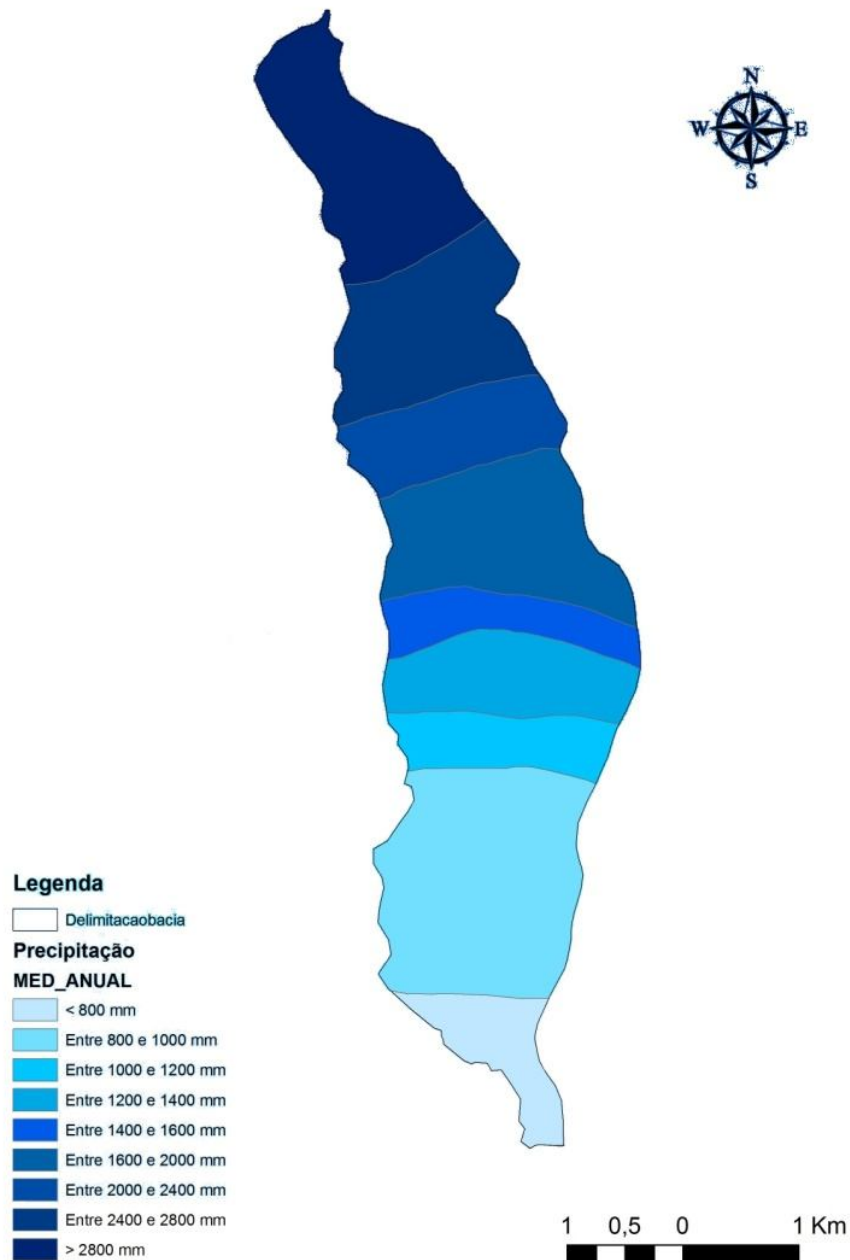 N
W E
S
Legenda
Delimitacaobacia
Precipitação
MED_ANUAL
< 800 mm
Entre 800 e 1000 mm
Entre 1000 e 1200 mm
Entre 1200 e 1400 mm
Entre 1400 e 1600 mm
Entre 1600 e 2000 mm
Entre 2000 e 2400 mm
Entre 2400 e 2800 mm
> 2800 mm
1 0,5 0 1 Km